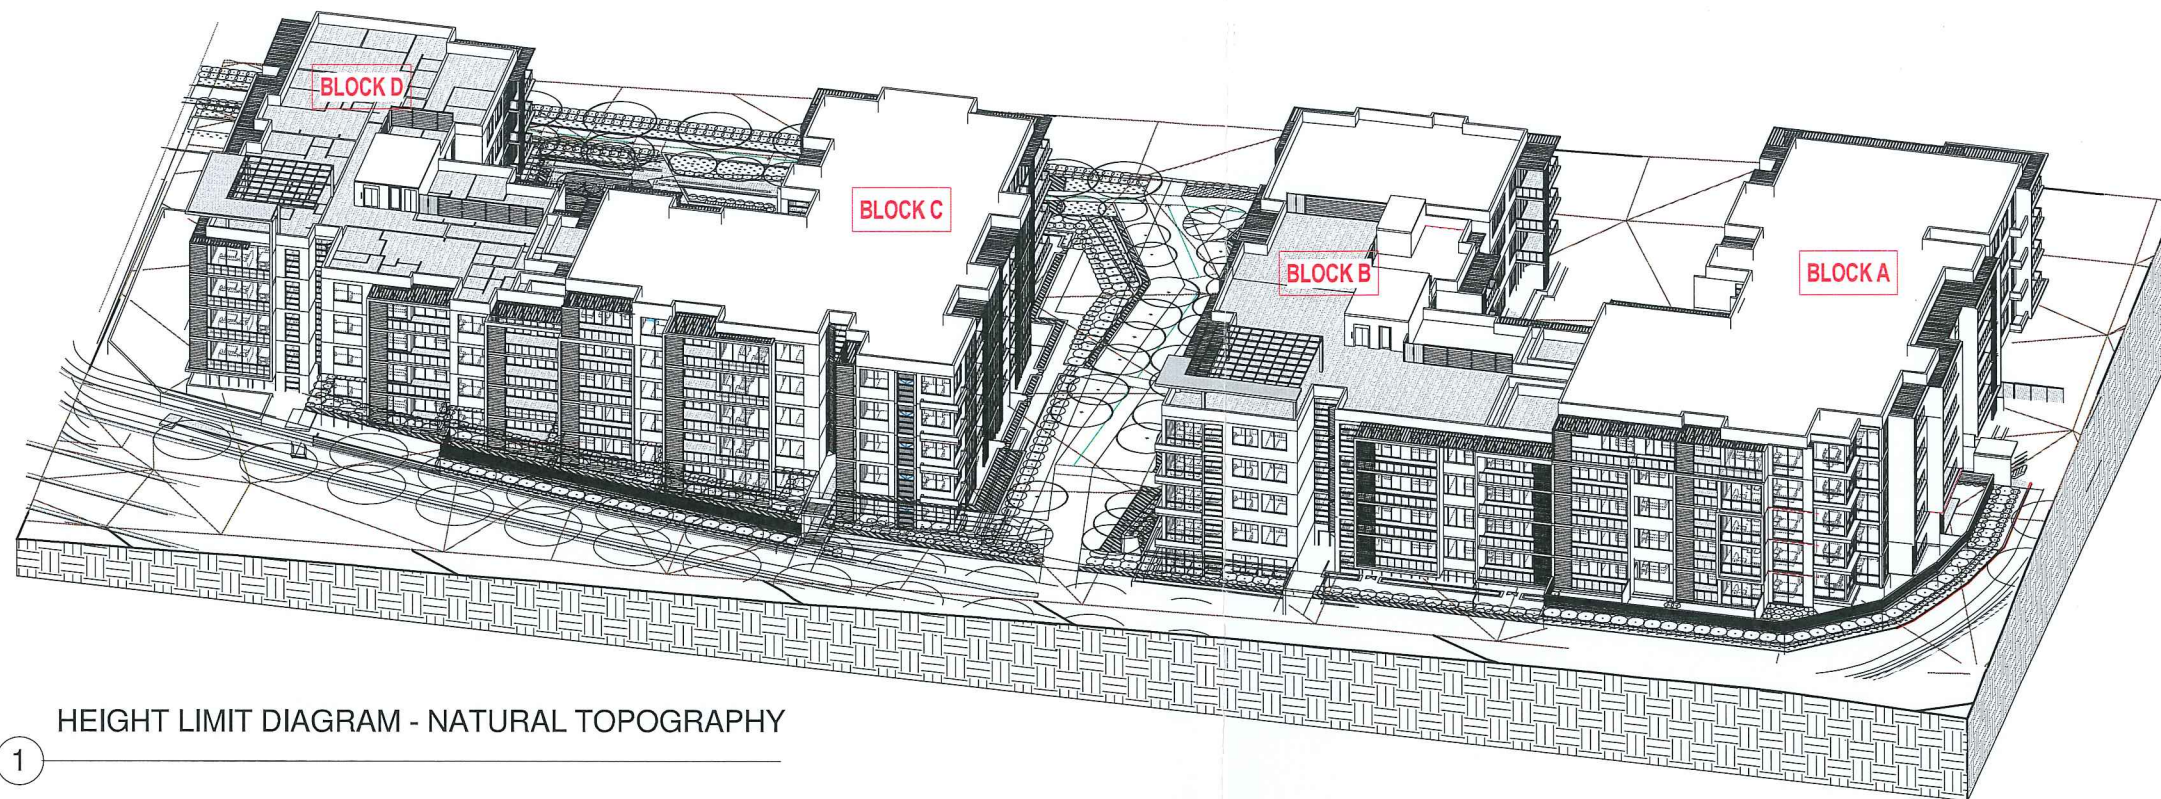 BLOCK D
BLOCK C
BLOCK B
BLOCK A
HEIGHT LIMIT DIAGRAM - NATURAL TOPOGRAPHY
1